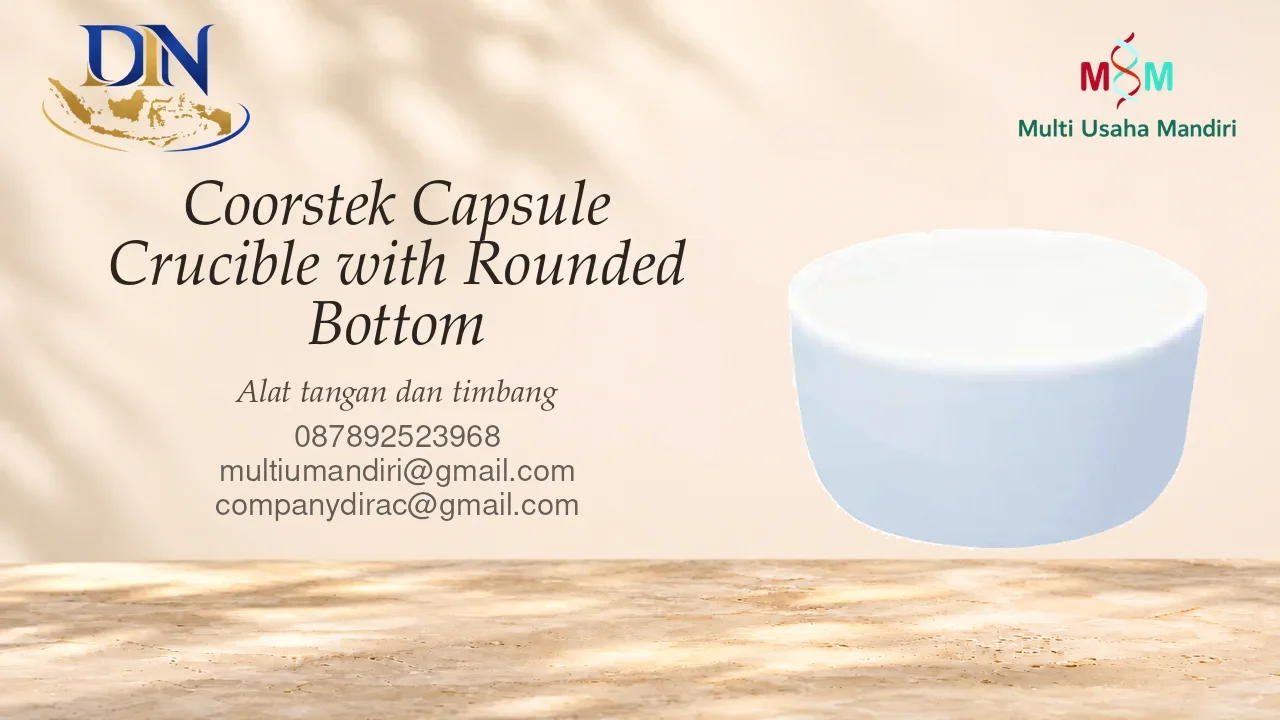 DIN
MSM
Multi Usaha Mandiri
Coorstek Capsule
Crucible with Rounded
Bottom
Alat tangan dan timbang
087892523968
multiumandiri@gmail.com
companydirac@gmail.com